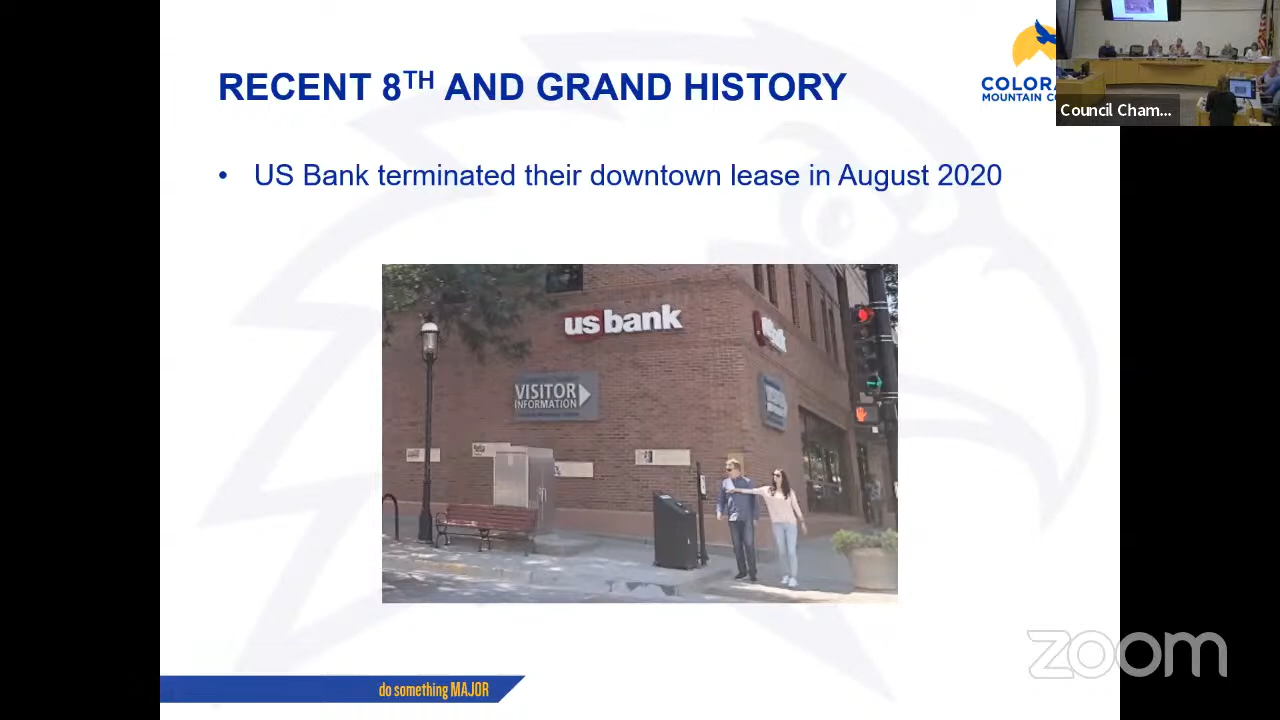 RECENT 8TH AND GRAND HISTORY
COLORA
MOUNTAIN CO
Council Cham...
• US Bank terminated their downtown lease in August 2020
us bank
VISITOR
INFORMATION
zoom
do something MAJOR